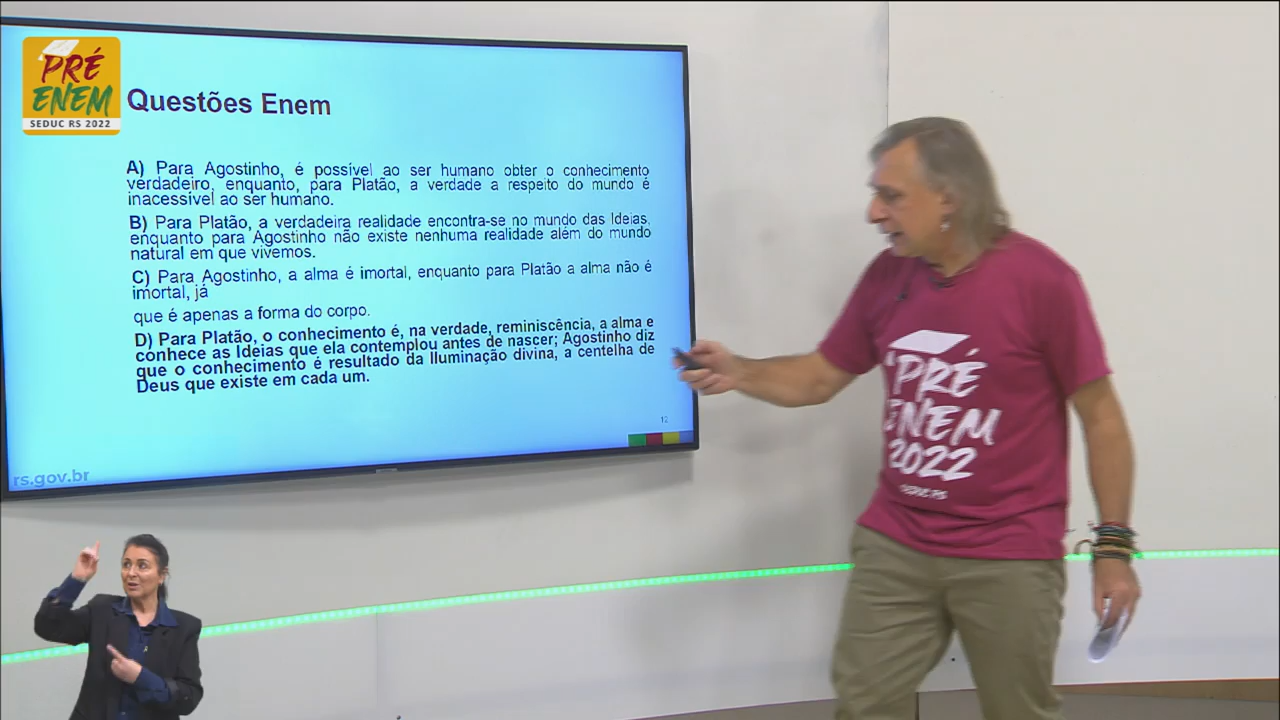 PRÉ
ENEM
SEDUC RS 2022
Questões Enem
A) Para Agostinho, é possível ao ser humano obter o conhecimento
verdadeiro, enquanto, para Platão, a verdade a respeito do mundo é
inacessível ao ser humano.
B) Para Platão, a verdadeira realidade encontra-se no mundo das Ideias,
enquanto para Agostinho não existe nenhuma realidade além do mundo
natural em que vivemos.
C) Para Agostinho, a alma é imortal, enquanto para Platão a alma não é
imortal, já
que é apenas a forma do corpo.
D) Para Platão, o conhecimento é, na verdade, reminiscência, a alma e
conhece as Ideias que ela contemplou antes de nascer; Agostinho diz
que o conhecimento é resultado da Iluminação divina, a centelha de
Deus que existe em cada um.
12
rs.gov.br
PRÉ
ENEM
2022
SEDUC RS